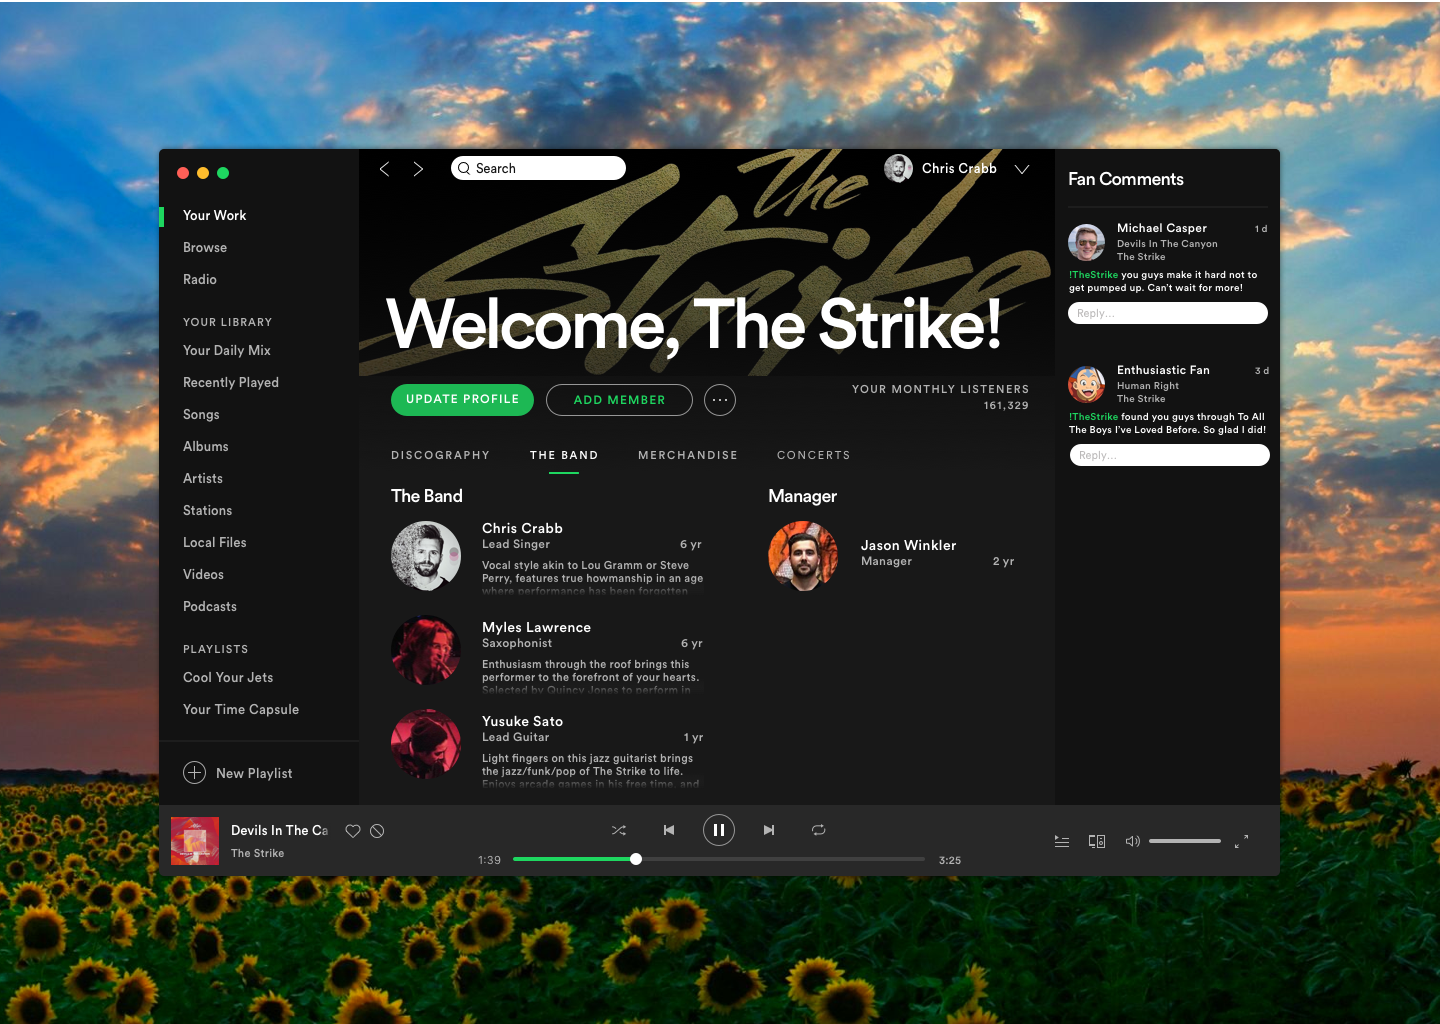 Search
Chris Crabb
The
Strike
Welcome, The Strike!
Your Work
Browse
Radio
YOUR LIBRARY
Your Daily Mix
Recently Played
Songs
Albums
Artists
Stations
Local Files
Videos
Podcasts
PLAYLISTS
Cool Your Jets
Your Time Capsule
New Playlist
UPDATE PROFILE
ADD MEMBER
YOUR MONTHLY LISTENERS
161,329
DISCOGRAPHY THE BAND MERCHANDISE CONCERTS
The Band
Chris Crabb
Lead Singer 6 yr
Vocal style akin to Lou Gramm or Steve
Perry, features true howmanship in an age
where performance has been forgotten
Myles Lawrence
Saxophonist 6 yr
Enthusiasm through the roof brings this
performer to the forefront of your hearts.
Selected by Quincy Jones to perform in
Yusuke Sato
Lead Guitar 1 yr
Light fingers on this jazz guitarist brings
the jazz/funk/pop of The Strike to life.
Enjoys arcade games in his free time, and
Manager
Jason Winkler
Manager 2 yr
Fan Comments
Michael Casper 1 d
Devils In The Canyon
The Strike
!TheStrike you guys make it hard not to
get pumped up. Can't wait for more!
Reply...
Enthusiastic Fan 3 d
Human Right
The Strike
!TheStrike found you guys through To All
The Boys I've Loved Before. So glad I did!
Reply...
Devils In The Ca
The Strike
1:39
3:25